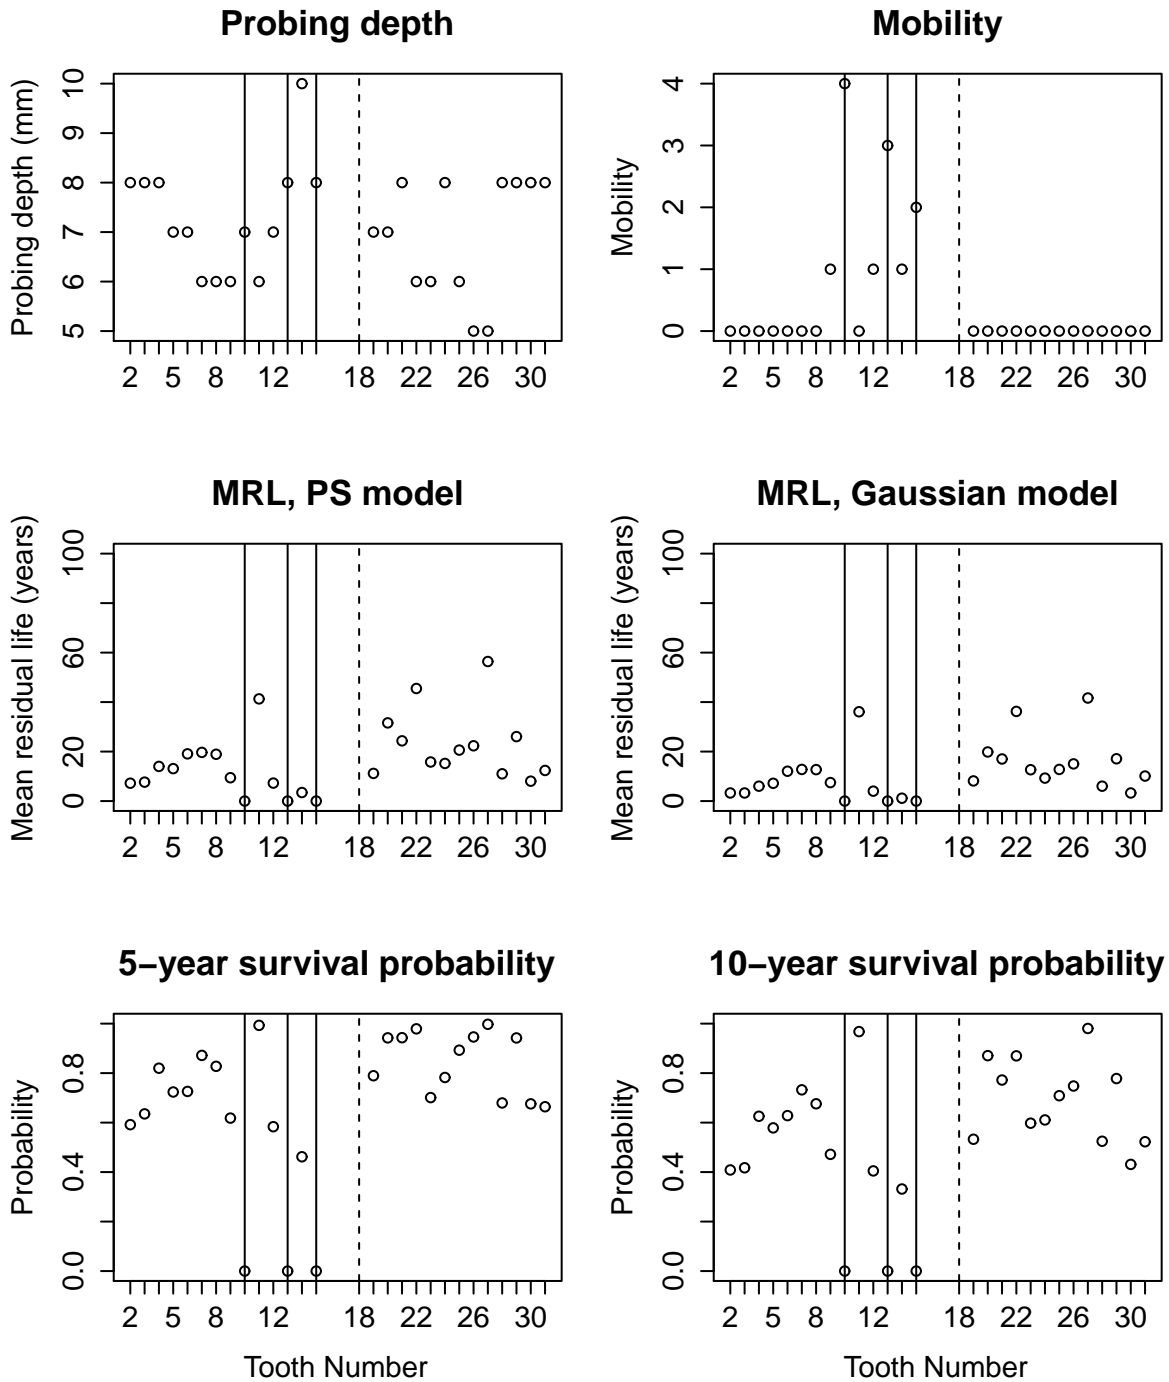 Probing depth
Probing depth (mm)
10
9
8
7
6
5
2 5 8 12 18 22 26 30
Mobility
Mobility
4
3
2
1
0
2 5 8 12 18 22 26 30
MRL, PS model
Mean residual life (years)
100
60
20
0
2 5 8 12 18 22 26 30
MRL, Gaussian model
Mean residual life (years)
100
60
20
0
2 5 8 12 18 22 26 30
5−year survival probability
Probability
0.8
0.4
0.0
2 5 8 12 18 22 26 30
Tooth Number
10−year survival probability
Probability
0.8
0.4
0.0
2 5 8 12 18 22 26 30
Tooth Number